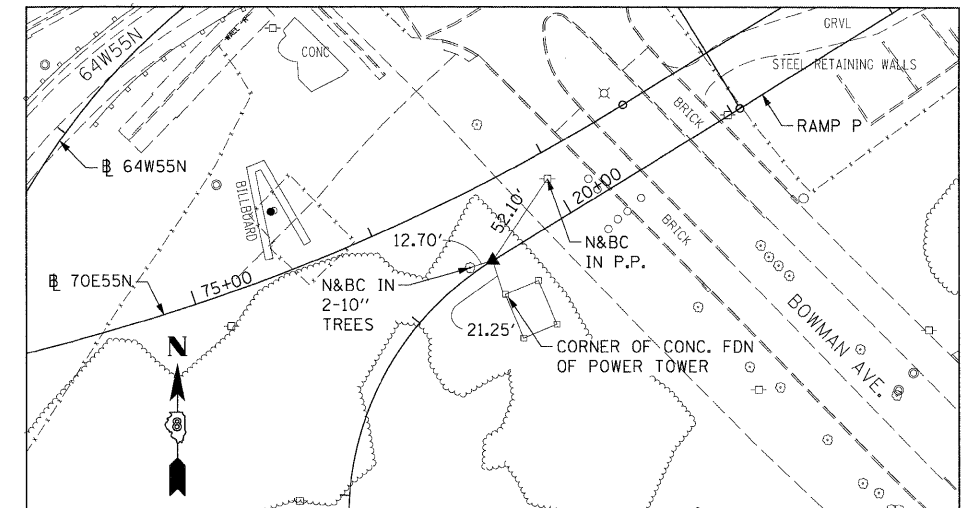 64W55N
CONC
GRVL
STEEL RETAINING WALLS
BRICK
RAMP P
℄ 64W55N
BILLBOARD
52.10'
20+00
12.70'
N&BC
IN P.P.
BRICK
℄ 70E55N
75+00
N&BC IN
2-10"
TREES
21.25'
BOWMAN AVE.
CORNER OF CONC. FDN
OF POWER TOWER
N
8